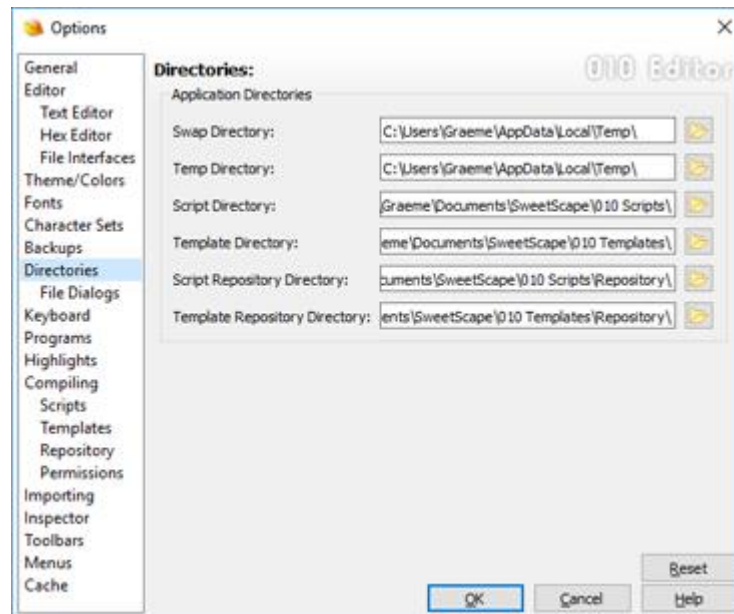 Options
General
Editor
Text Editor
Hex Editor
File Interfaces
Theme/Colors
Fonts
Character Sets
Backups
Directories
File Dialogs
Keyboard
Programs
Highlights
Compiling
Scripts
Templates
Repository
Permissions
Importing
Inspector
Toolbars
Menus
Cache
010 Editor
Directories:
Application Directories
Swap Directory: C:\Users\Graeme\AppData\Local\Temp\
Temp Directory: C:\Users\Graeme\AppData\Local\Temp\
Script Directory: Graeme\Documents\SweetScape\010 Scripts\
Template Directory: eme\Documents\SweetScape\010 Templates\
Script Repository Directory: cuments\SweetScape\010 Scripts\Repository\
Template Repository Directory: ents\SweetScape\010 Templates\Repository\
Reset
OK Cancel Help